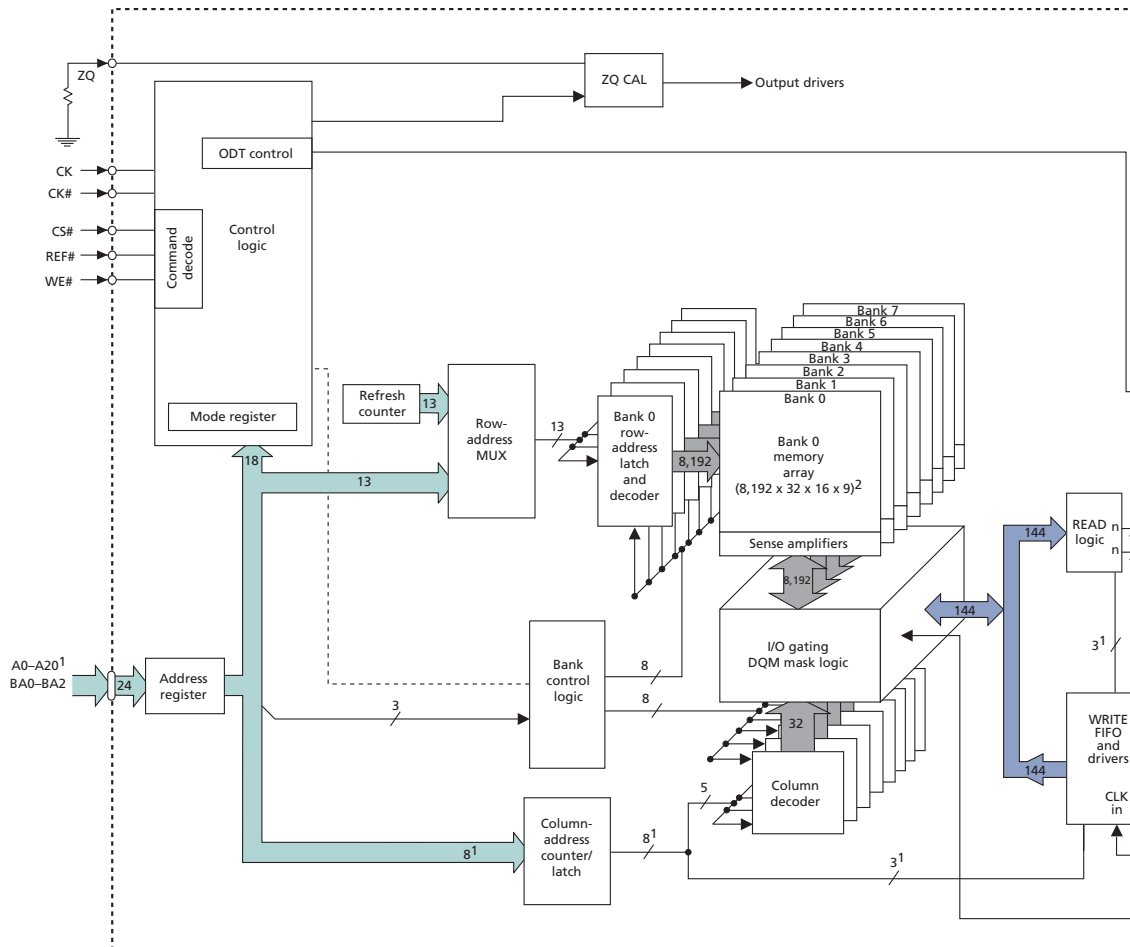 ZQ
ZQ CAL
Output drivers
ODT control
CK
CK#
CS#
REF#
WE#
Command
decode
Control
logic
Mode register
18
Refresh
counter
13
13
Row-
address
MUX
13
Bank 0
row-
address
latch
and
decoder
8,192
Bank 7
Bank 6
Bank 5
Bank 4
Bank 3
Bank 2
Bank 1
Bank 0
Bank 0
memory
array
(8,192 x 32 x 16 x 9)2
Sense amplifiers
8,192
I/O gating
DQM mask logic
144
144
READ
logic
n
n
31
WRITE
FIFO
and
drivers
CLK
in
144
A0–A201
BA0–BA2
24
Address
register
3
Bank
control
logic
8
8
32
Column
decoder
5
81
Column-
address
counter/
latch
81
31